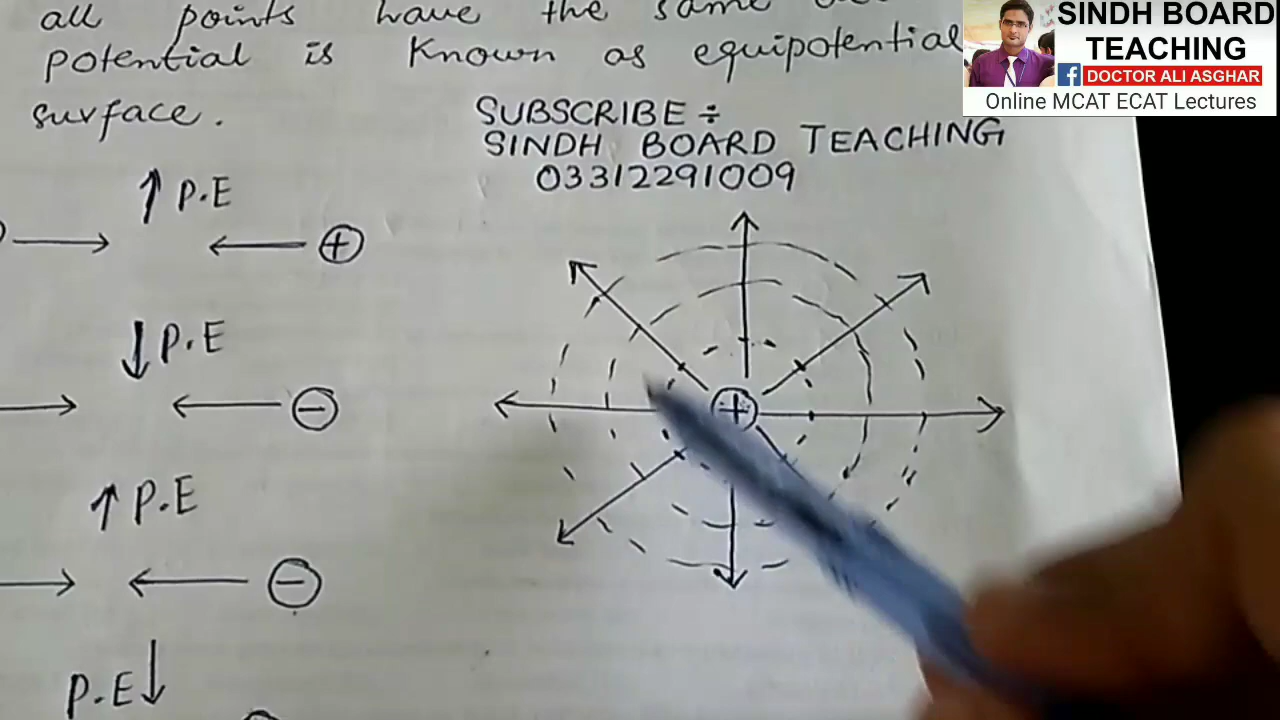 all points have the same
potential is known as equipotential
surface.
SINDH BOARD
TEACHING
DOCTOR ALI ASGHAR
Online MCAT ECAT Lectures
SUBSCRIBE ÷
SINDH BOARD TEACHING
03312291009
↑ P.E
→ ← +
↓ P.E
→ ← −
↑ P.E
→ ← −
P.E ↓
+